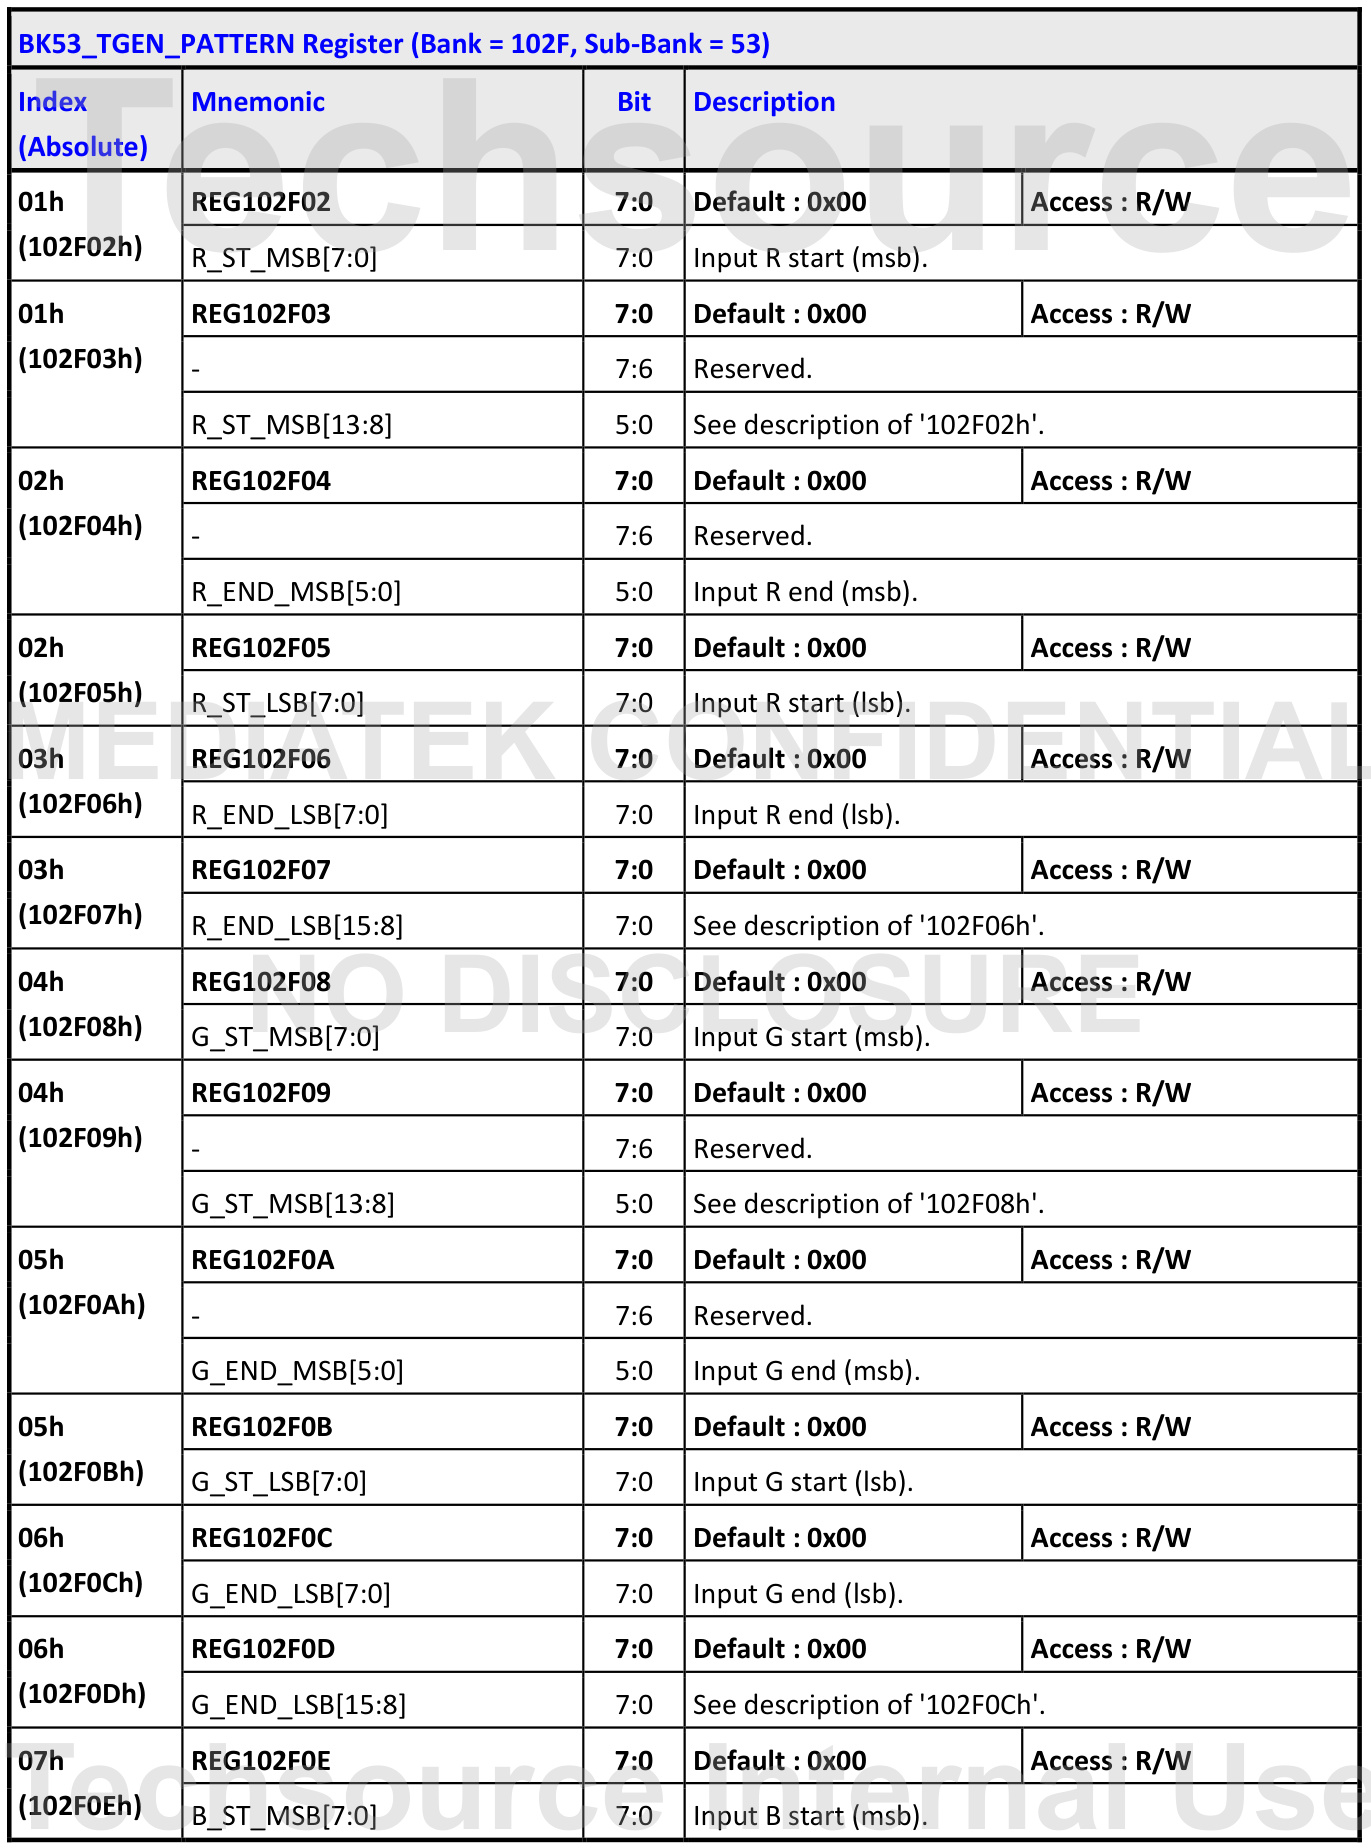 BK53_TGEN_PATTERN Register (Bank = 102F, Sub-Bank = 53)
Index (Absolute) Mnemonic Bit Description
01h (102F02h) REG102F02 7:0 Default : 0x00 Access : R/W
R_ST_MSB[7:0] 7:0 Input R start (msb).
01h (102F03h) REG102F03 7:0 Default : 0x00 Access : R/W
- 7:6 Reserved.
R_ST_MSB[13:8] 5:0 See description of '102F02h'.
02h (102F04h) REG102F04 7:0 Default : 0x00 Access : R/W
- 7:6 Reserved.
R_END_MSB[5:0] 5:0 Input R end (msb).
02h (102F05h) REG102F05 7:0 Default : 0x00 Access : R/W
R_ST_LSB[7:0] 7:0 Input R start (lsb).
03h (102F06h) REG102F06 7:0 Default : 0x00 Access : R/W
R_END_LSB[7:0] 7:0 Input R end (lsb).
03h (102F07h) REG102F07 7:0 Default : 0x00 Access : R/W
R_END_LSB[15:8] 7:0 See description of '102F06h'.
04h (102F08h) REG102F08 7:0 Default : 0x00 Access : R/W
G_ST_MSB[7:0] 7:0 Input G start (msb).
04h (102F09h) REG102F09 7:0 Default : 0x00 Access : R/W
- 7:6 Reserved.
G_ST_MSB[13:8] 5:0 See description of '102F08h'.
05h (102F0Ah) REG102F0A 7:0 Default : 0x00 Access : R/W
- 7:6 Reserved.
G_END_MSB[5:0] 5:0 Input G end (msb).
05h (102F0Bh) REG102F0B 7:0 Default : 0x00 Access : R/W
G_ST_LSB[7:0] 7:0 Input G start (lsb).
06h (102F0Ch) REG102F0C 7:0 Default : 0x00 Access : R/W
G_END_LSB[7:0] 7:0 Input G end (lsb).
06h (102F0Dh) REG102F0D 7:0 Default : 0x00 Access : R/W
G_END_LSB[15:8] 7:0 See description of '102F0Ch'.
07h (102F0Eh) REG102F0E 7:0 Default : 0x00 Access : R/W
B_ST_MSB[7:0] 7:0 Input B start (msb).
Techsource
MEDIATEK CONFIDENTIAL
NO DISCLOSURE
Techsource Internal Use